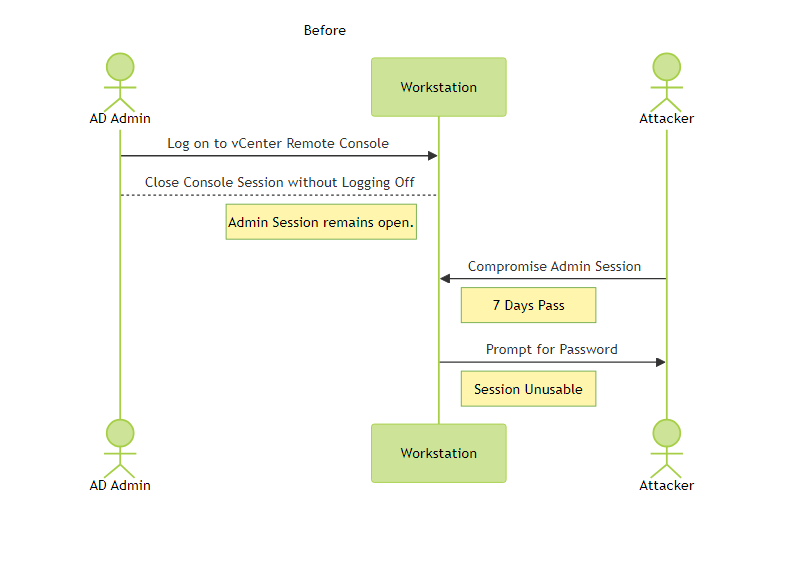 Before
AD Admin
Workstation
Attacker
Log on to vCenter Remote Console
Close Console Session without Logging Off
Admin Session remains open.
Compromise Admin Session
7 Days Pass
Prompt for Password
Session Unusable
AD Admin
Workstation
Attacker